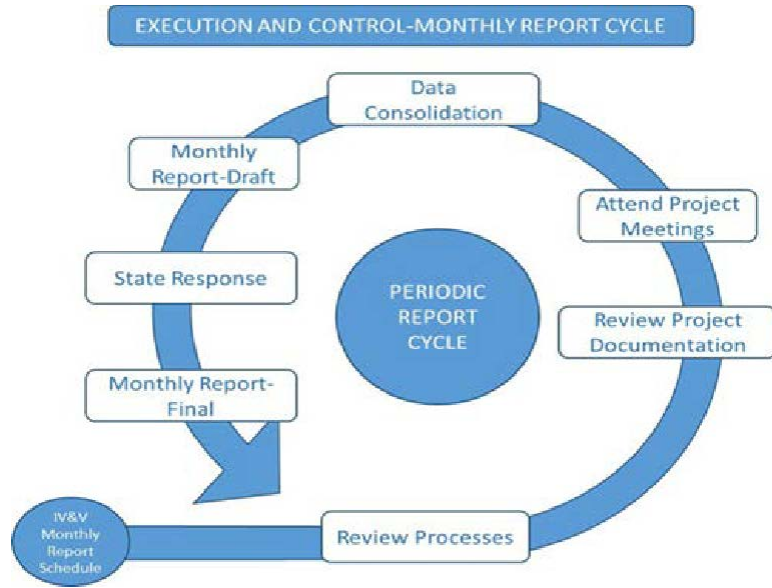 EXECUTION AND CONTROL-MONTHLY REPORT CYCLE
Data
Consolidation
Monthly
Report-Draft
Attend Project
Meetings
State Response
PERIODIC
REPORT
CYCLE
Review Project
Documentation
Monthly Report-
Final
IV&V
Monthly
Report
Schedule
Review Processes